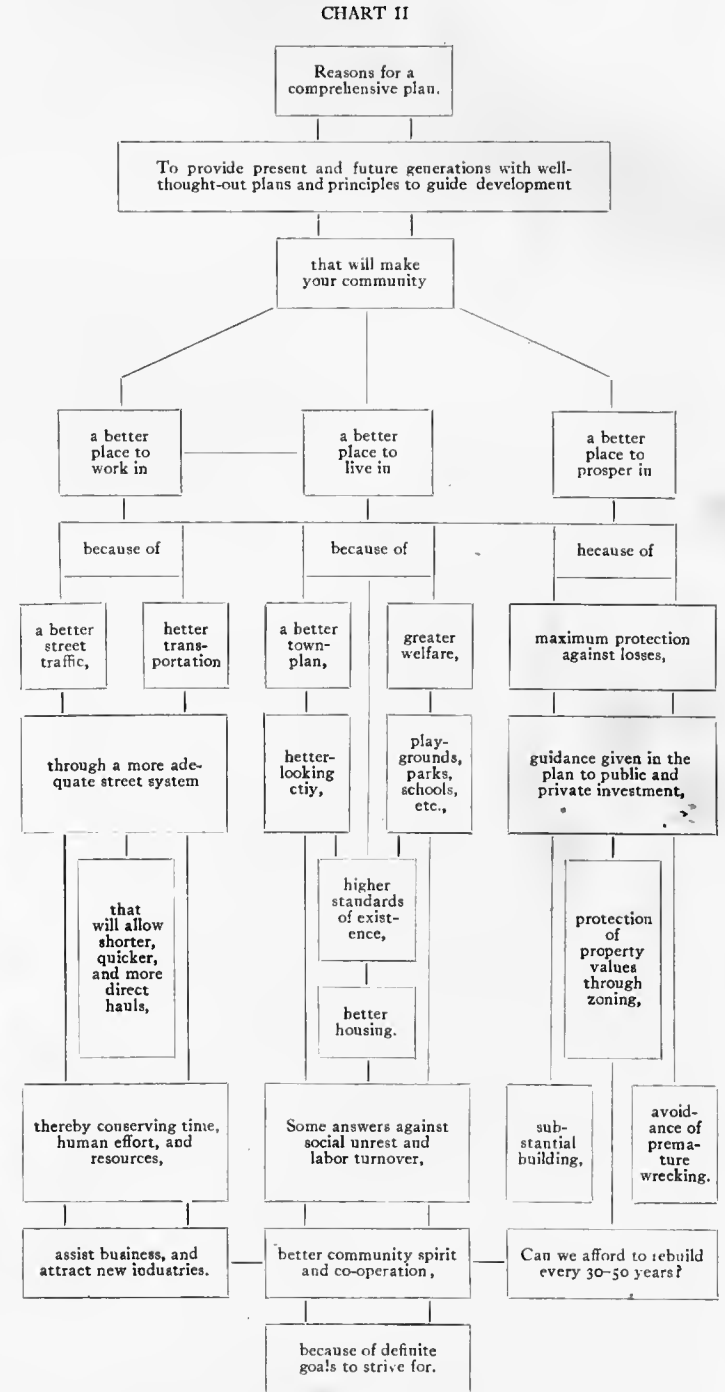 CHART II
Reasons for a
comprehensive plan.
To provide present and future generations with well-
thought-out plans and principles to guide development
that will make
your community
a better
place to
work in
a better
place to
live in
a better
place to
prosper in
because of
because of
hecause of
a better
street
traffic,
hetter
trans-
portation
a better
town-
plan,
greater
welfare,
maximum protection
against losses,
through a more ade-
quate street system
hetter-
looking
ctiy,
play-
grounds,
parks,
schools,
etc.,
guidance given in the
plan to public and
private investment,
that
will allow
shorter,
quicker,
and more
direct
hauls,
higher
standards
of exist-
ence,
protection
of
property
values
through
zoning,
better
housing.
thereby conserving time,
human effort, and
resources,
Some answers against
social unrest and
labor turnover,
sub-
stantial
building,
avoid-
ance of
prema-
ture
wrecking.
assist business, and
attract new industries.
better community spirit
and co-operation,
Can we afford to rebuild
every 30–50 years?
because of definite
goals to strive for.